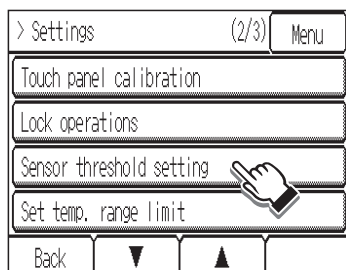 > Settings (2/3) Menu
Touch panel calibration
Lock operations
Sensor threshold setting
Set temp. range limit
Back ▼ ▲